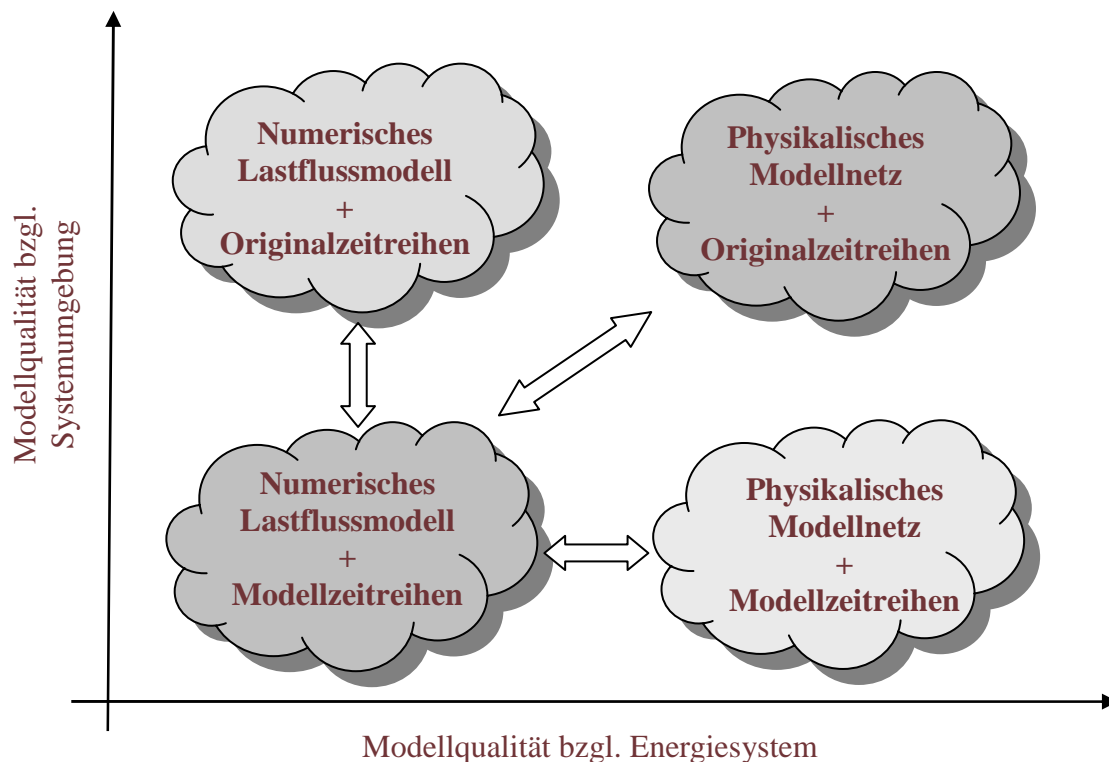 Modellqualität bzgl.
Systemumgebung
Numerisches
Lastflussmodell
+
Originalzeitreihen
Physikalisches
Modellnetz
+
Originalzeitreihen
Numerisches
Lastflussmodell
+
Modellzeitreihen
Physikalisches
Modellnetz
+
Modellzeitreihen
Modellqualität bzgl. Energiesystem